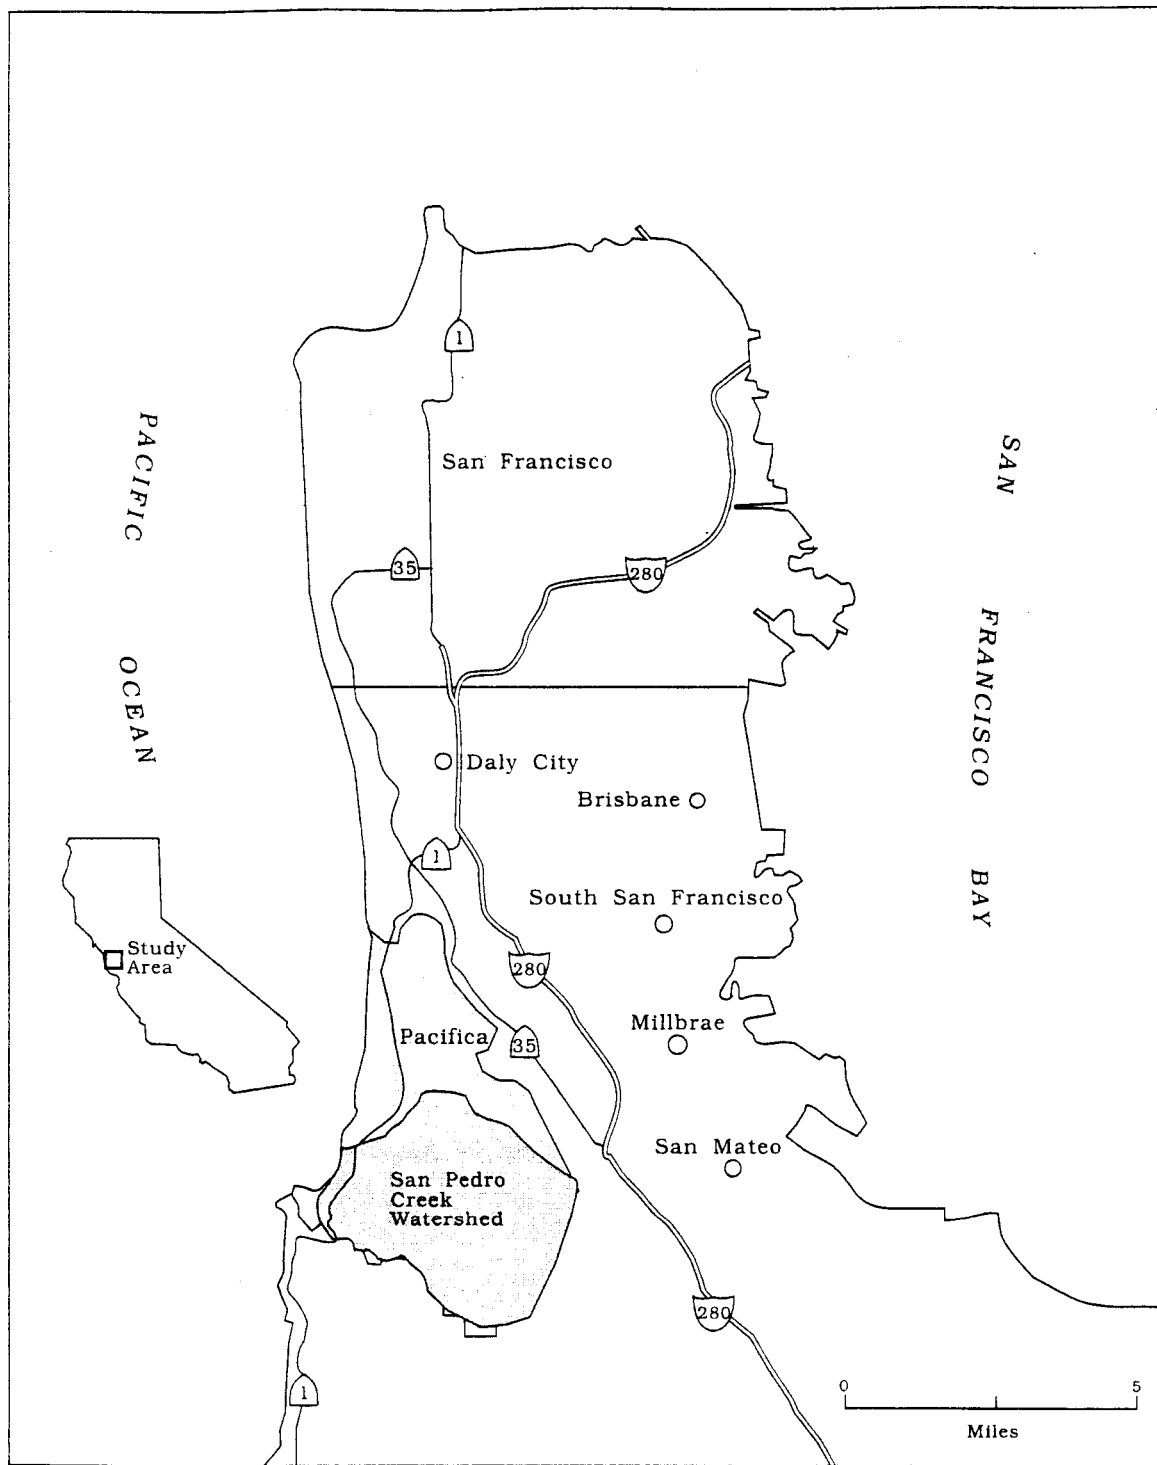 1
San Francisco
PACIFIC
OCEAN
SAN
FRANCISCO
BAY
35
280
Daly City
Brisbane
1
South San Francisco
Study
Area
280
Millbrae
Pacifica
35
San Mateo
San Pedro
Creek
Watershed
280
1
0 5
Miles